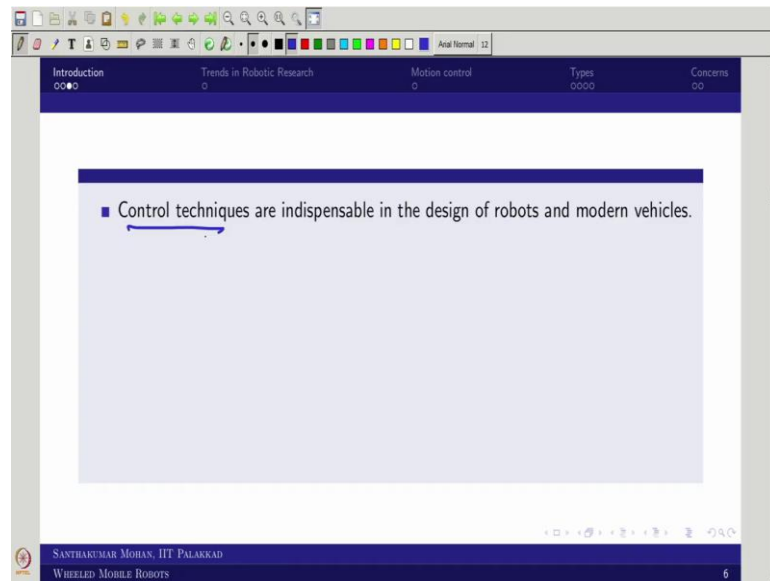 Arial Normal 12
Introduction Trends in Robotic Research Motion control Types Concerns
Control techniques are indispensable in the design of robots and modern vehicles.
SANTHAKUMAR MOHAN, IIT PALAKKAD
WHEELED MOBILE ROBOTS 6